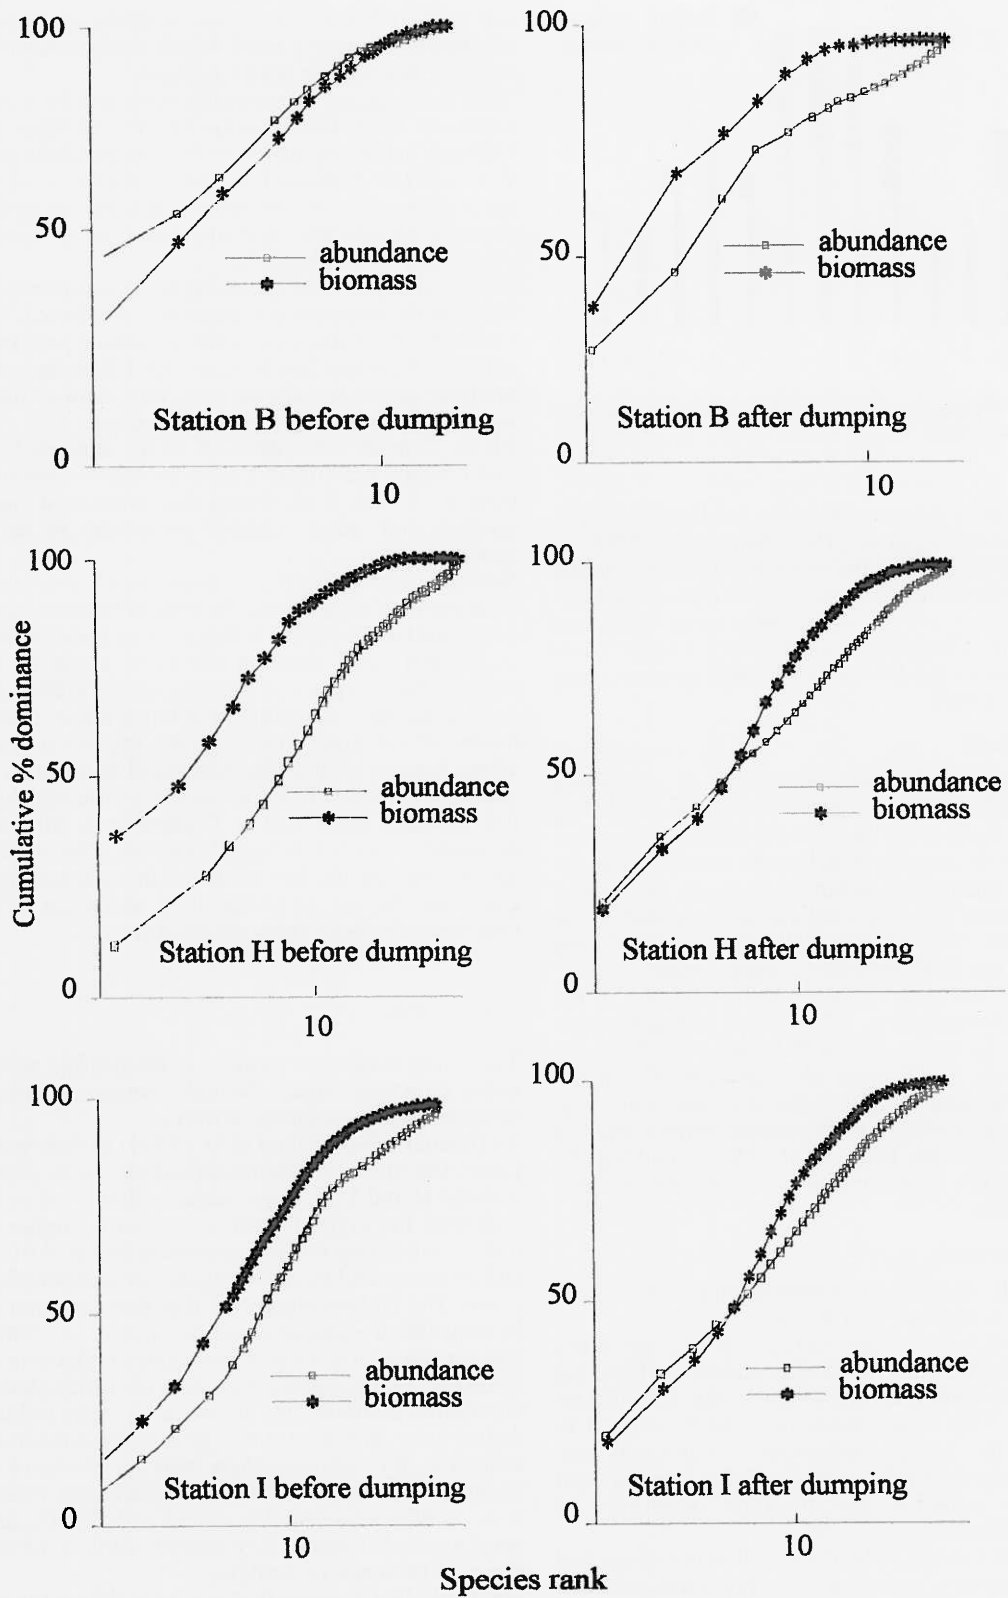 100
50
0
abundance
biomass
Station B before dumping
10
100
50
0
abundance
biomass
Station B after dumping
10
Cumulative % dominance
100
50
0
abundance
biomass
Station H before dumping
10
100
50
0
abundance
biomass
Station H after dumping
10
100
50
0
abundance
biomass
Station I before dumping
10
100
50
0
abundance
biomass
Station I after dumping
10
Species rank